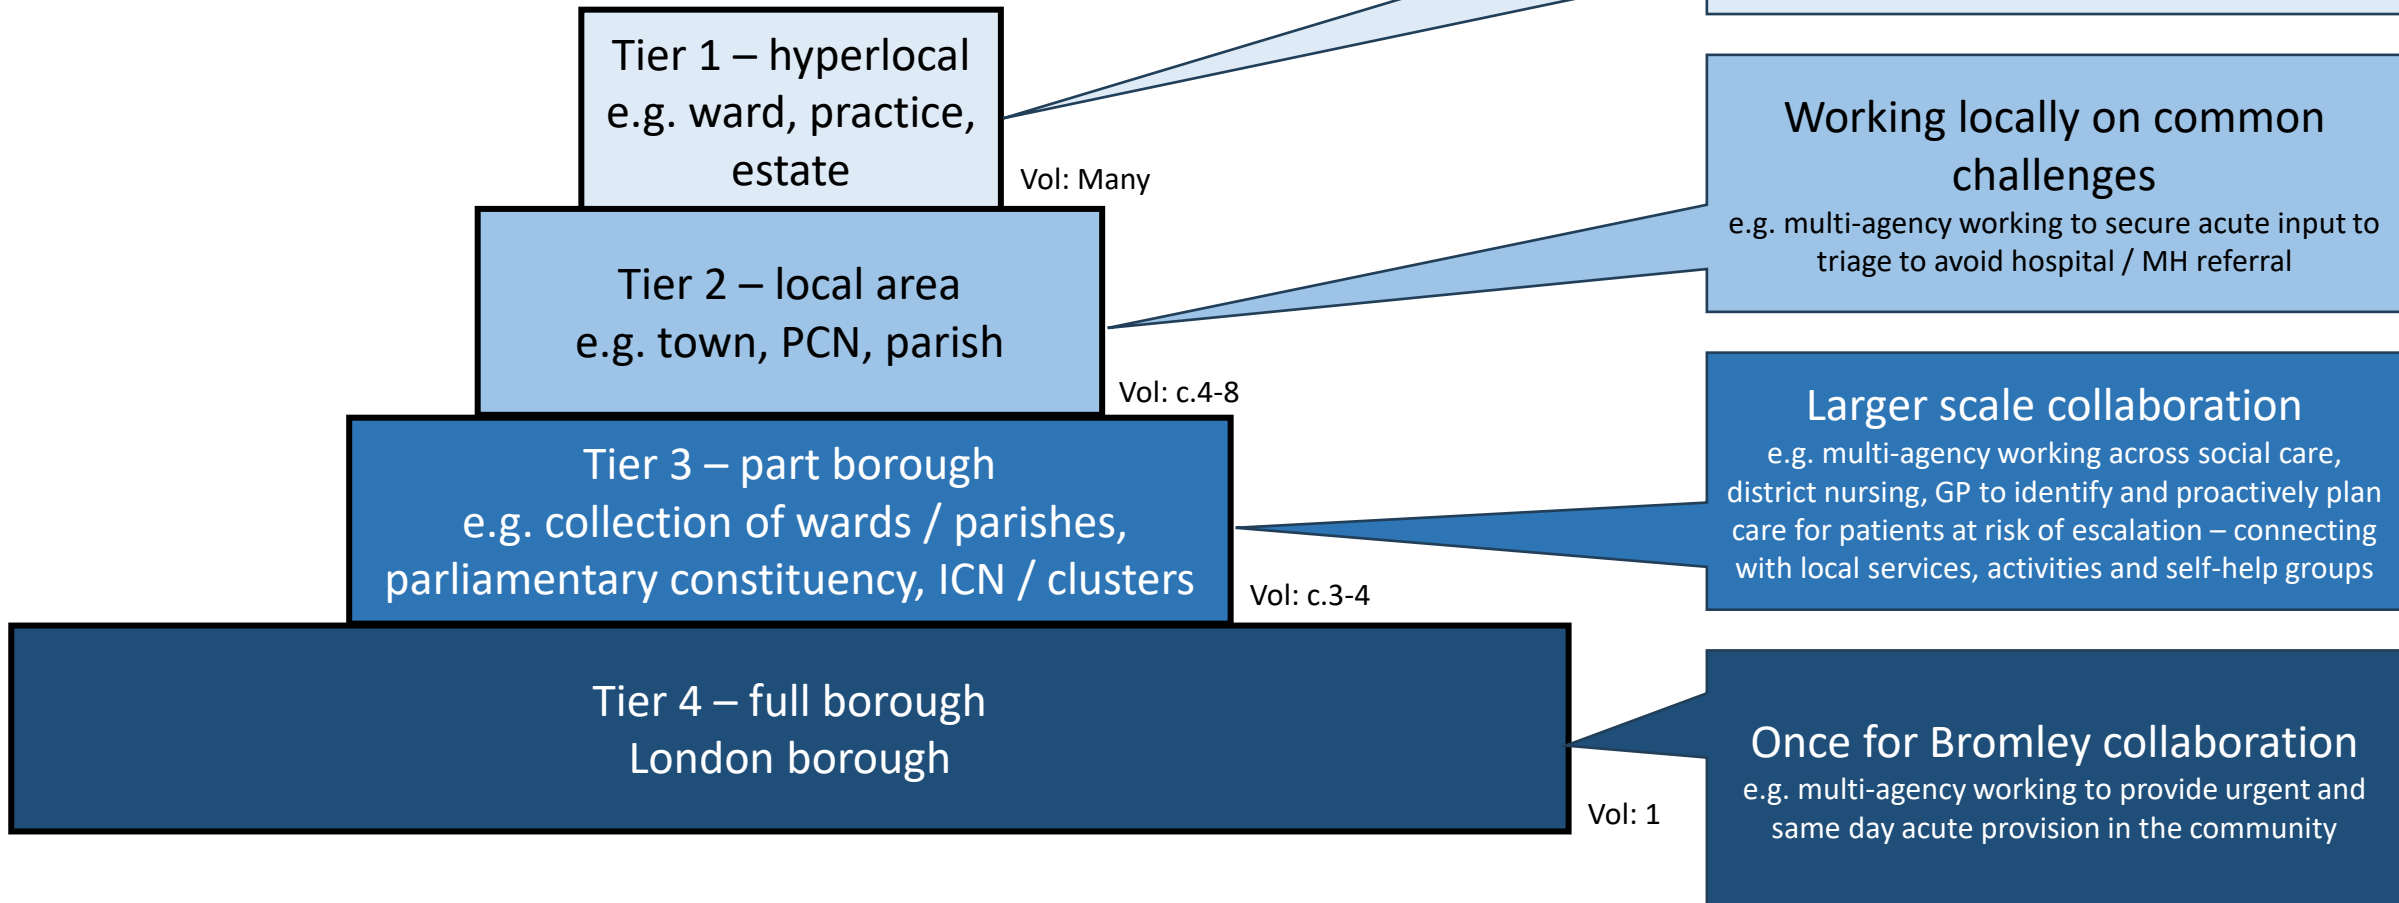 Tier 1 – hyperlocal
e.g. ward, practice,
estate
Vol: Many
Working locally on common
challenges
e.g. multi-agency working to secure acute input to
triage to avoid hospital / MH referral
Tier 2 – local area
e.g. town, PCN, parish
Vol: c.4-8
Larger scale collaboration
e.g. multi-agency working across social care,
district nursing, GP to identify and proactively plan
care for patients at risk of escalation – connecting
with local services, activities and self-help groups
Tier 3 – part borough
e.g. collection of wards / parishes,
parliamentary constituency, ICN / clusters
Vol: c.3-4
Tier 4 – full borough
London borough
Vol: 1
Once for Bromley collaboration
e.g. multi-agency working to provide urgent and
same day acute provision in the community